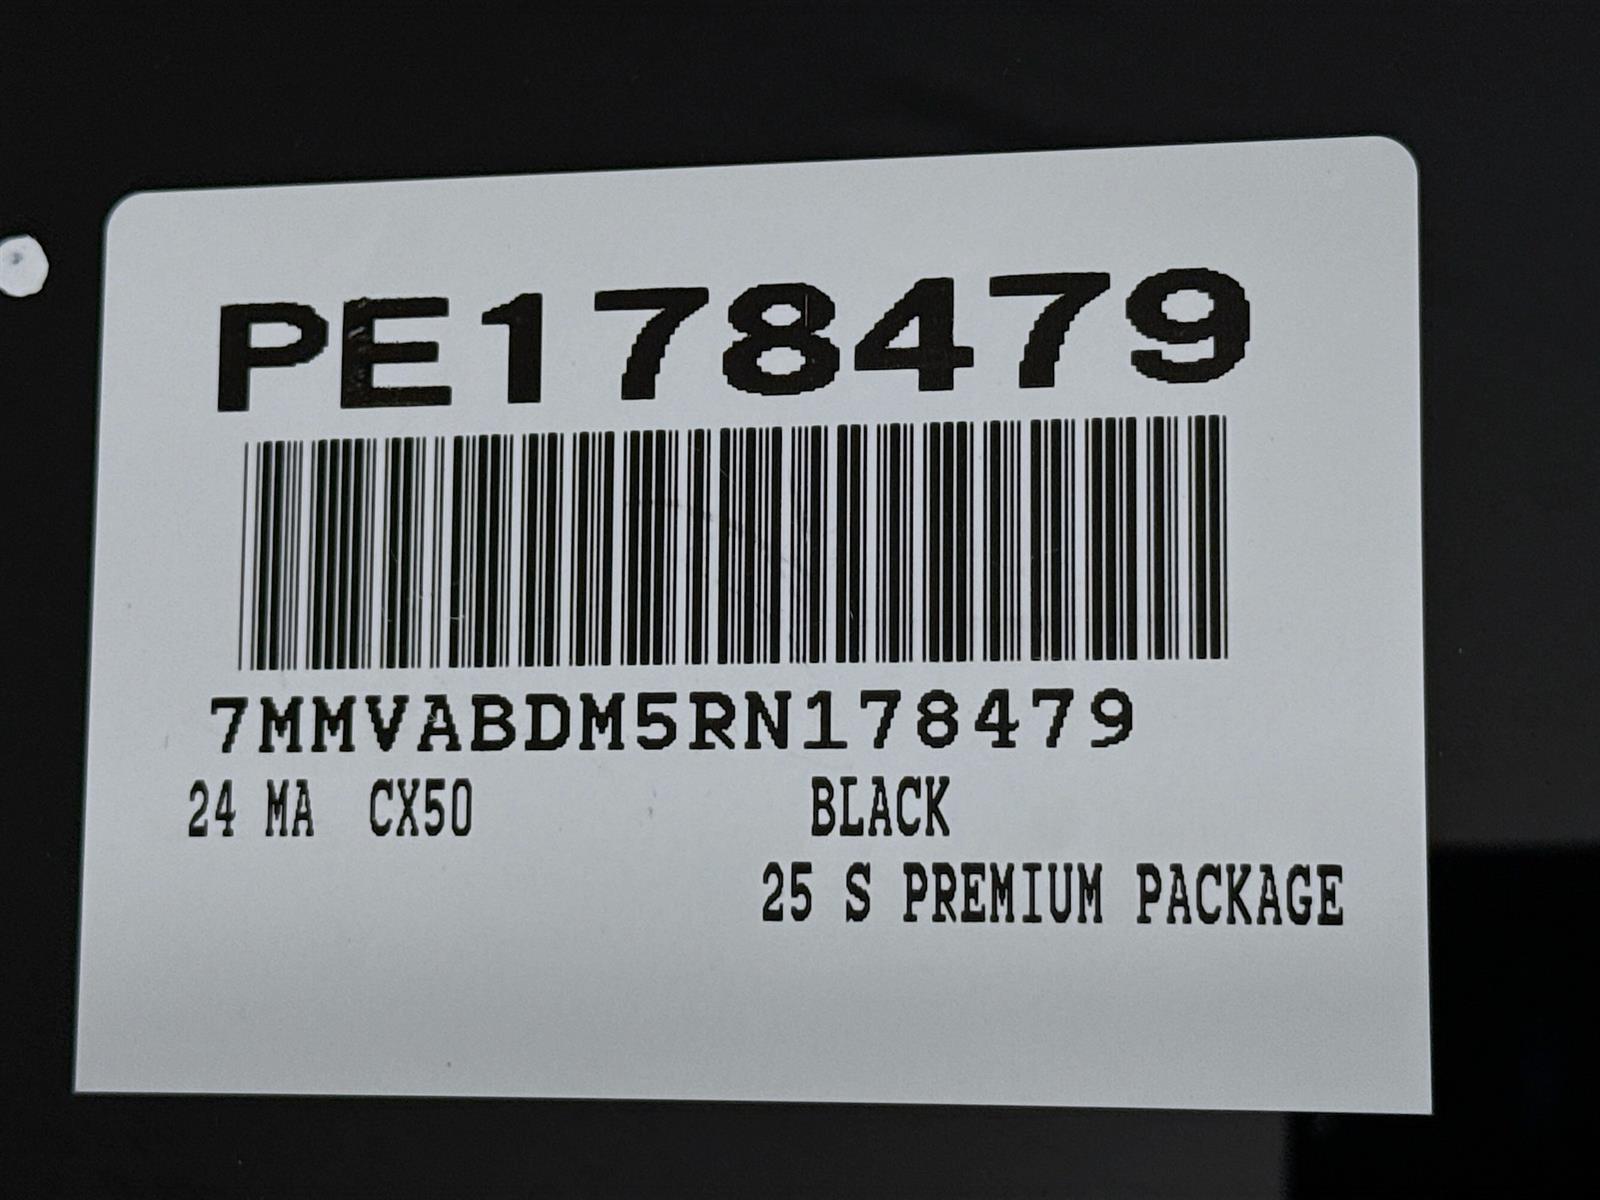 PE178479
7MMVABDM5RN178479
24 MA CX50 BLACK
25 S PREMIUM PACKAGE